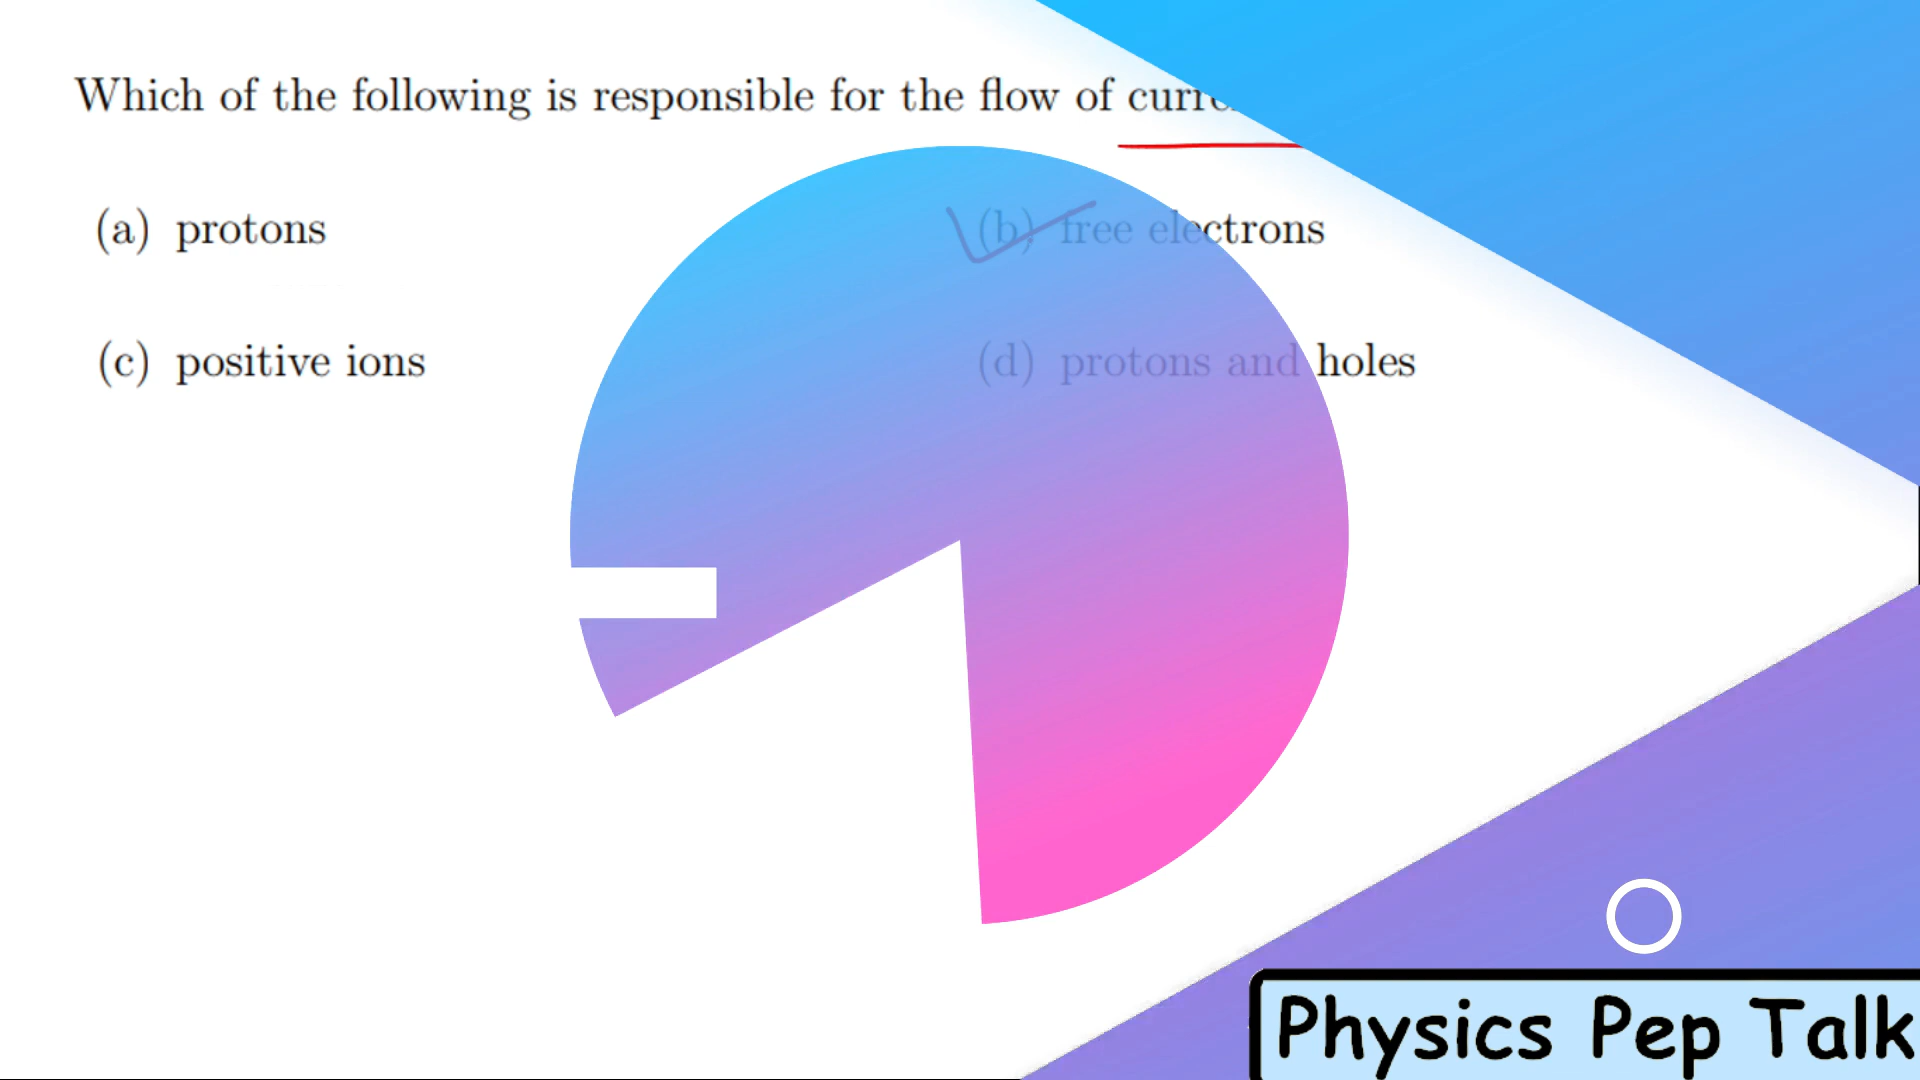 Which of the following is responsible for the flow of
(a) protons
(b) free electrons
(c) positive ions
(d) protons and holes
Physics Pep Talk